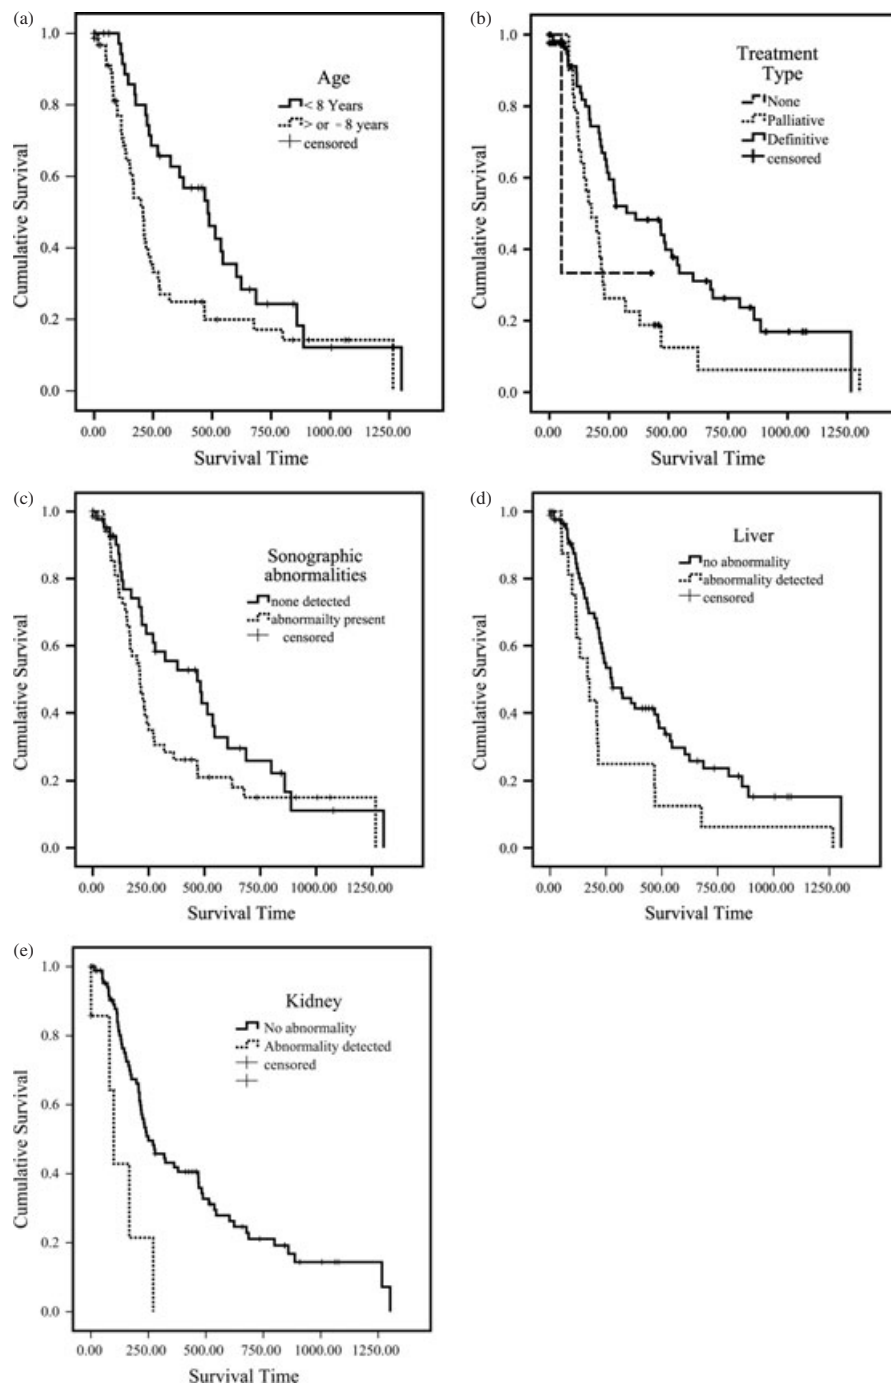 (a)
Age
< 8 Years
> or = 8 years
censored
1.0
0.8
0.6
0.4
0.2
0.0
Cumulative Survival
0.00 250.00 500.00 750.00 1000.00 1250.00
Survival Time
(b)
Treatment
Type
None
Palliative
Definitive
censored
1.0
0.8
0.6
0.4
0.2
0.0
Cumulative Survival
0.00 250.00 500.00 750.00 1000.00 1250.00
Survival Time
(c)
Sonographic
abnormalities
none detected
abnormailty present
censored
1.0
0.8
0.6
0.4
0.2
0.0
Cumulative Survival
0.00 250.00 500.00 750.00 1000.00 1250.00
Survival Time
(d)
Liver
no abnormality
abnormality detected
censored
1.0
0.8
0.6
0.4
0.2
0.0
Cumulative Survival
0.00 250.00 500.00 750.00 1000.00 1250.00
Survival Time
(e)
Kidney
No abnormality
Abnormality detected
censored
1.0
0.8
0.6
0.4
0.2
0.0
Cumulative Survival
0.00 250.00 500.00 750.00 1000.00 1250.00
Survival Time